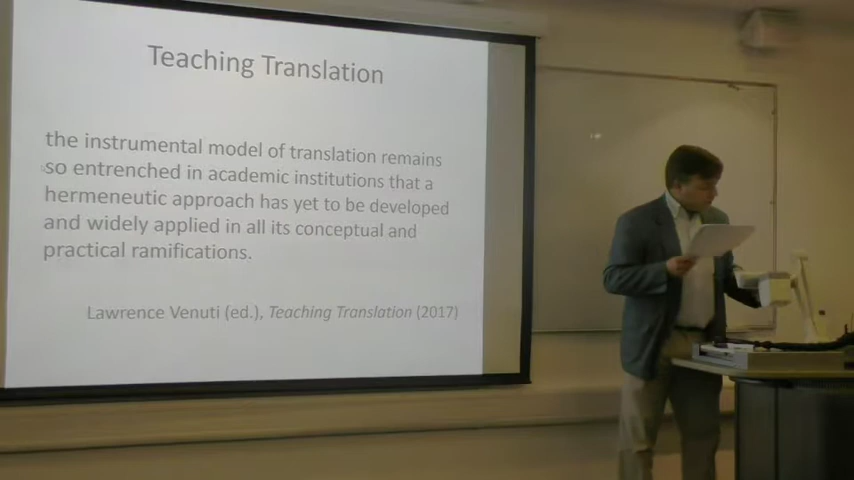 Teaching Translation
the instrumental model of translation remains
so entrenched in academic institutions that a
hermeneutic approach has yet to be developed
and widely applied in all its conceptual and
practical ramifications.
Lawrence Venuti (ed.), Teaching Translation (2017)